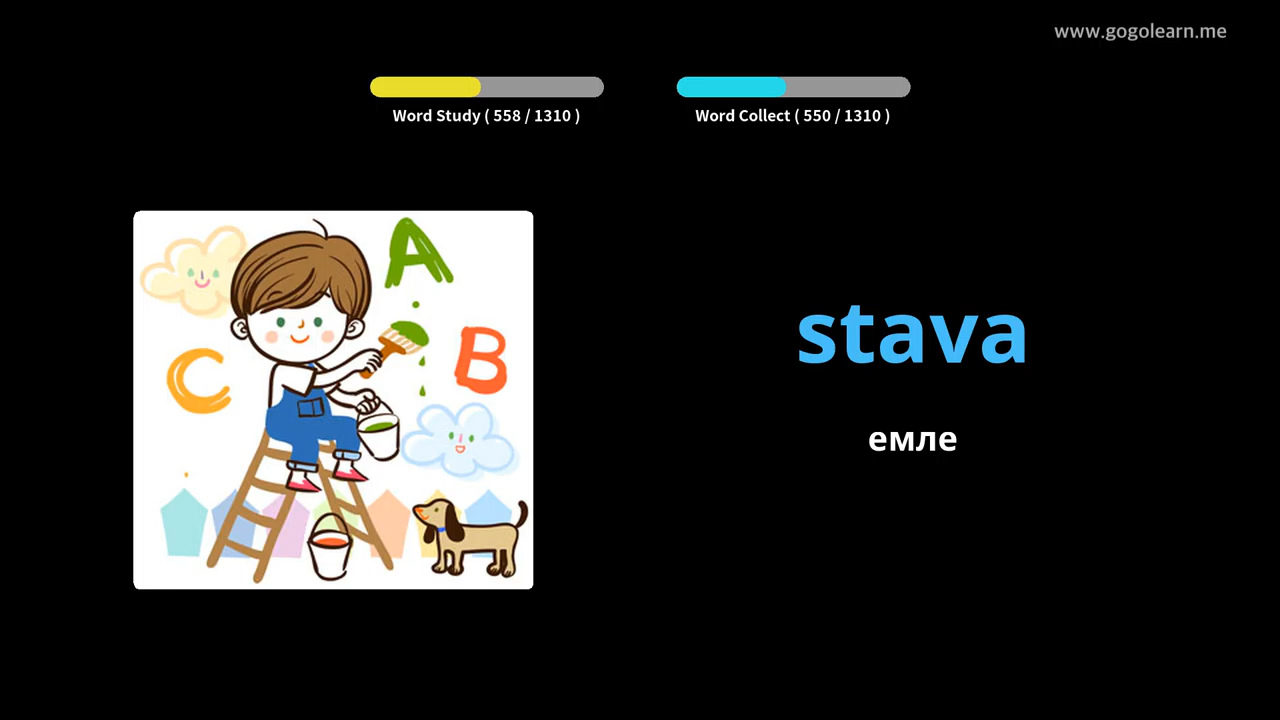 www.gogolearn.me
Word Study ( 558 / 1310 )
Word Collect ( 550 / 1310 )
A
B
C
stava
емле